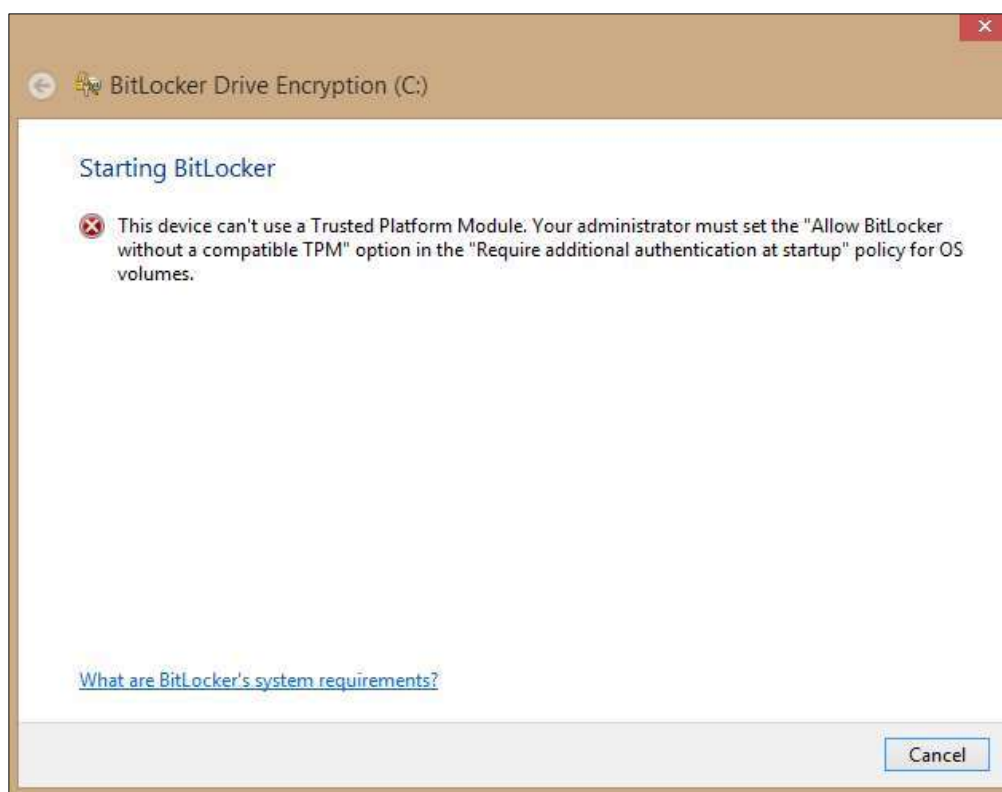 BitLocker Drive Encryption (C:)
Starting BitLocker
This device can't use a Trusted Platform Module. Your administrator must set the "Allow BitLocker
without a compatible TPM" option in the "Require additional authentication at startup" policy for OS
volumes.
What are BitLocker's system requirements?
Cancel